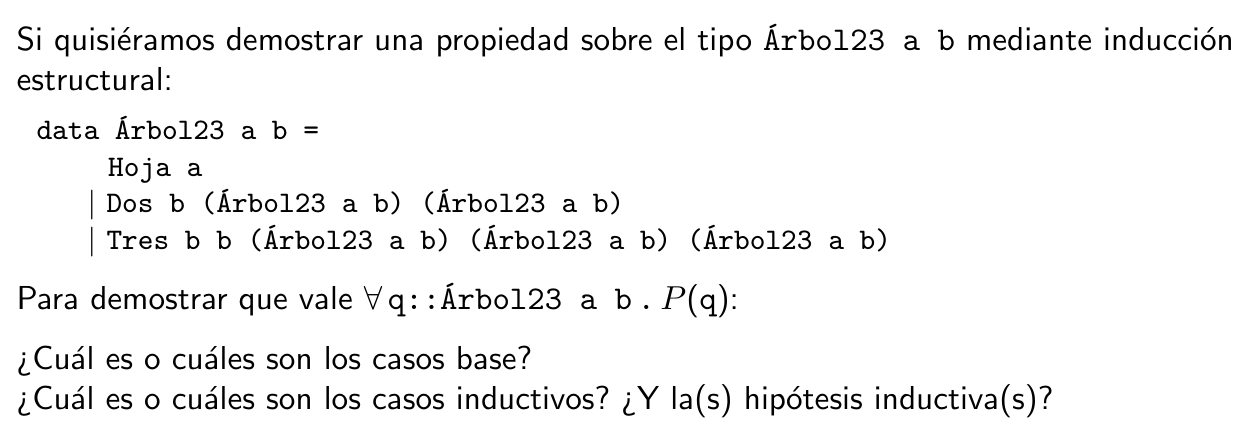 Si quisiéramos demostrar una propiedad sobre el tipo Árbol23 a b mediante inducción
estructural:
data Árbol23 a b =
Hoja a
| Dos b (Árbol23 a b) (Árbol23 a b)
| Tres b b (Árbol23 a b) (Árbol23 a b) (Árbol23 a b)
Para demostrar que vale ∀ q::Árbol23 a b . P(q):
¿Cuál es o cuáles son los casos base?
¿Cuál es o cuáles son los casos inductivos? ¿Y la(s) hipótesis inductiva(s)?